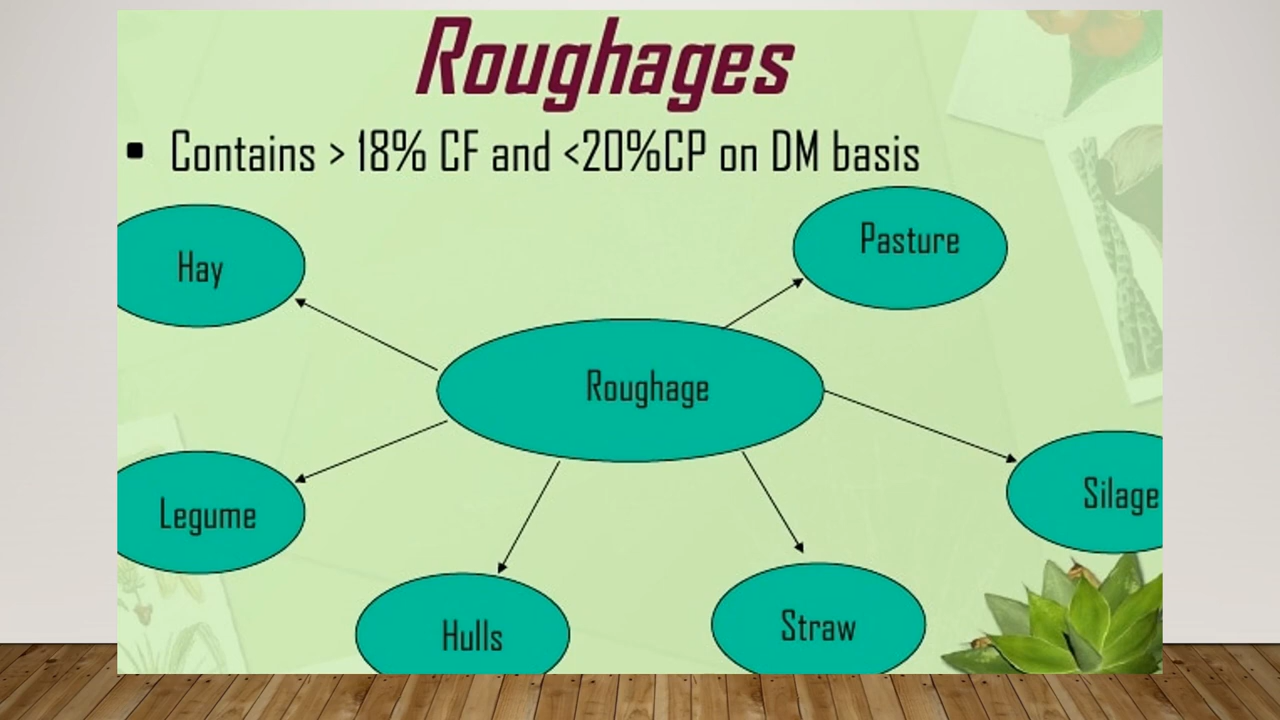 Roughages
▪ Contains > 18% CF and <20%CP on DM basis
Pasture
Hay
Roughage
Silage
Legume
Hulls
Straw